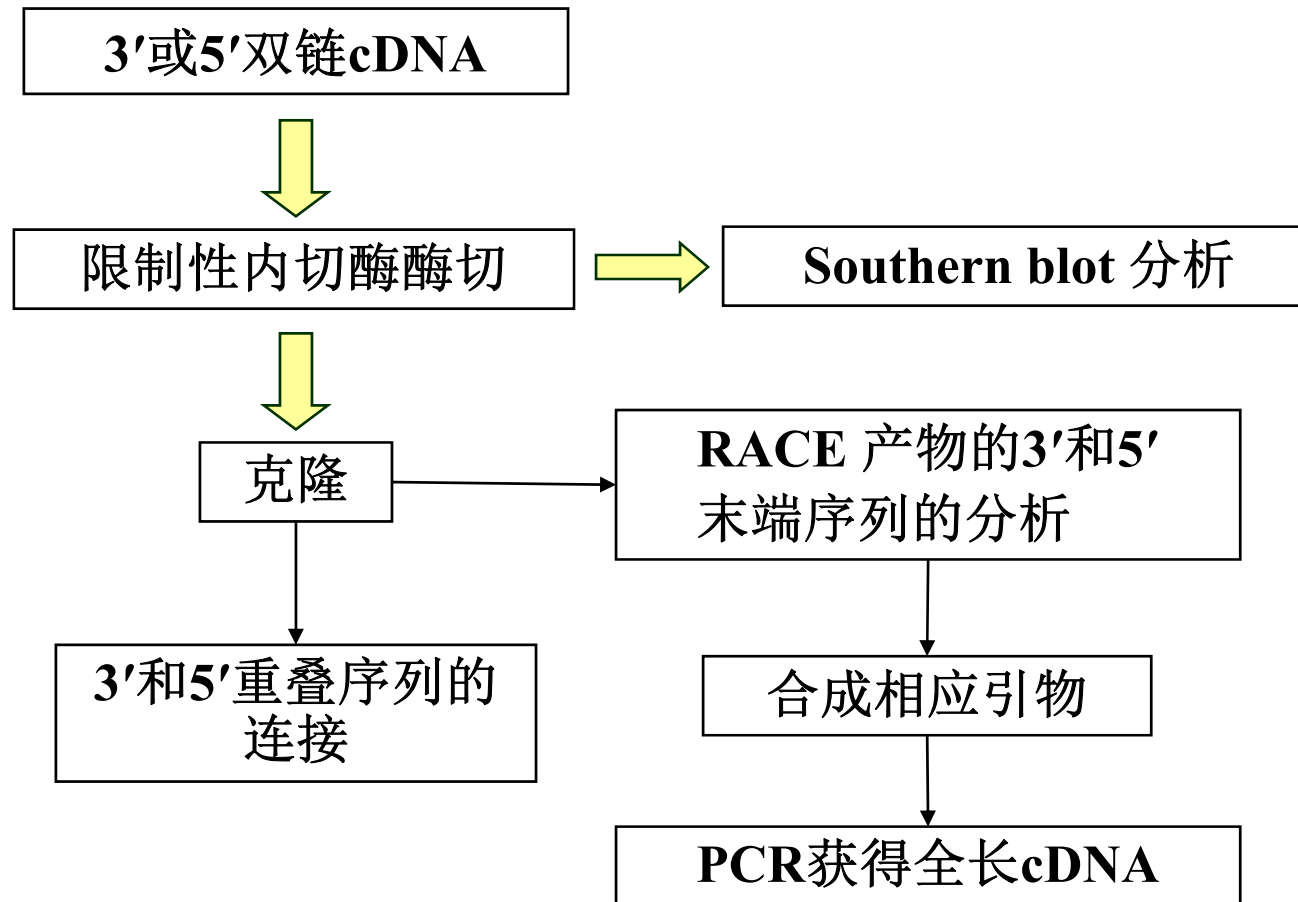 3′或5′双链cDNA
限制性内切酶酶切
Southern blot 分析
克隆
RACE 产物的3′和5′
末端序列的分析
3′和5′重叠序列的
连接
合成相应引物
PCR获得全长cDNA